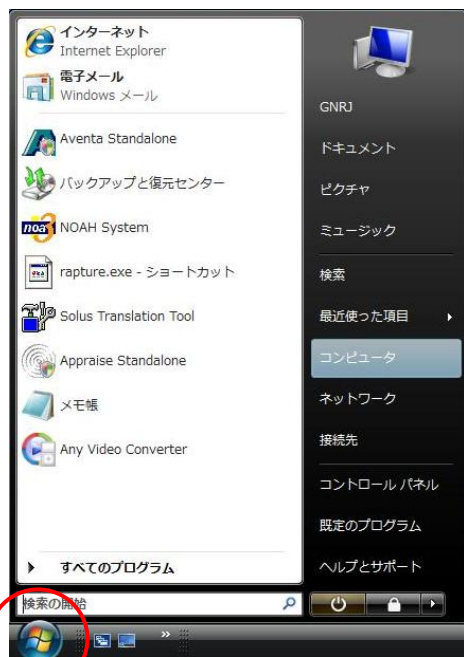 インターネット
Internet Explorer
電子メール
Windows メール
Aventa Standalone
バックアップと復元センター
noah
NOAH System
rapture.exe - ショートカット
Solus Translation Tool
Appraise Standalone
メモ帳
Any Video Converter
すべてのプログラム
検索の開始
GNRJ
ドキュメント
ピクチャ
ミュージック
検索
最近使った項目
コンピュータ
ネットワーク
接続先
コントロール パネル
既定のプログラム
ヘルプとサポート